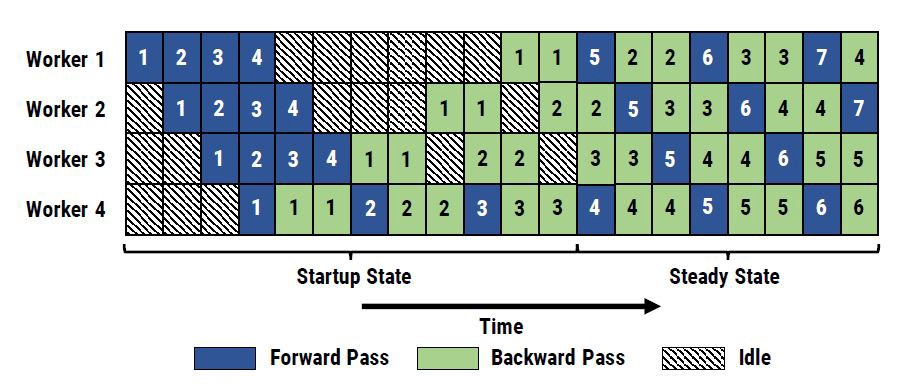 Worker 1 1 2 3 4 1 1 5 2 2 6 3 3 7 4
Worker 2 1 2 3 4 1 1 2 2 5 3 3 6 4 4 7
Worker 3 1 2 3 4 1 1 2 2 3 3 5 4 4 6 5 5
Worker 4 1 1 1 2 2 2 3 3 3 4 4 4 5 5 5 6 6
Startup State Steady State
Time
Forward Pass Backward Pass Idle